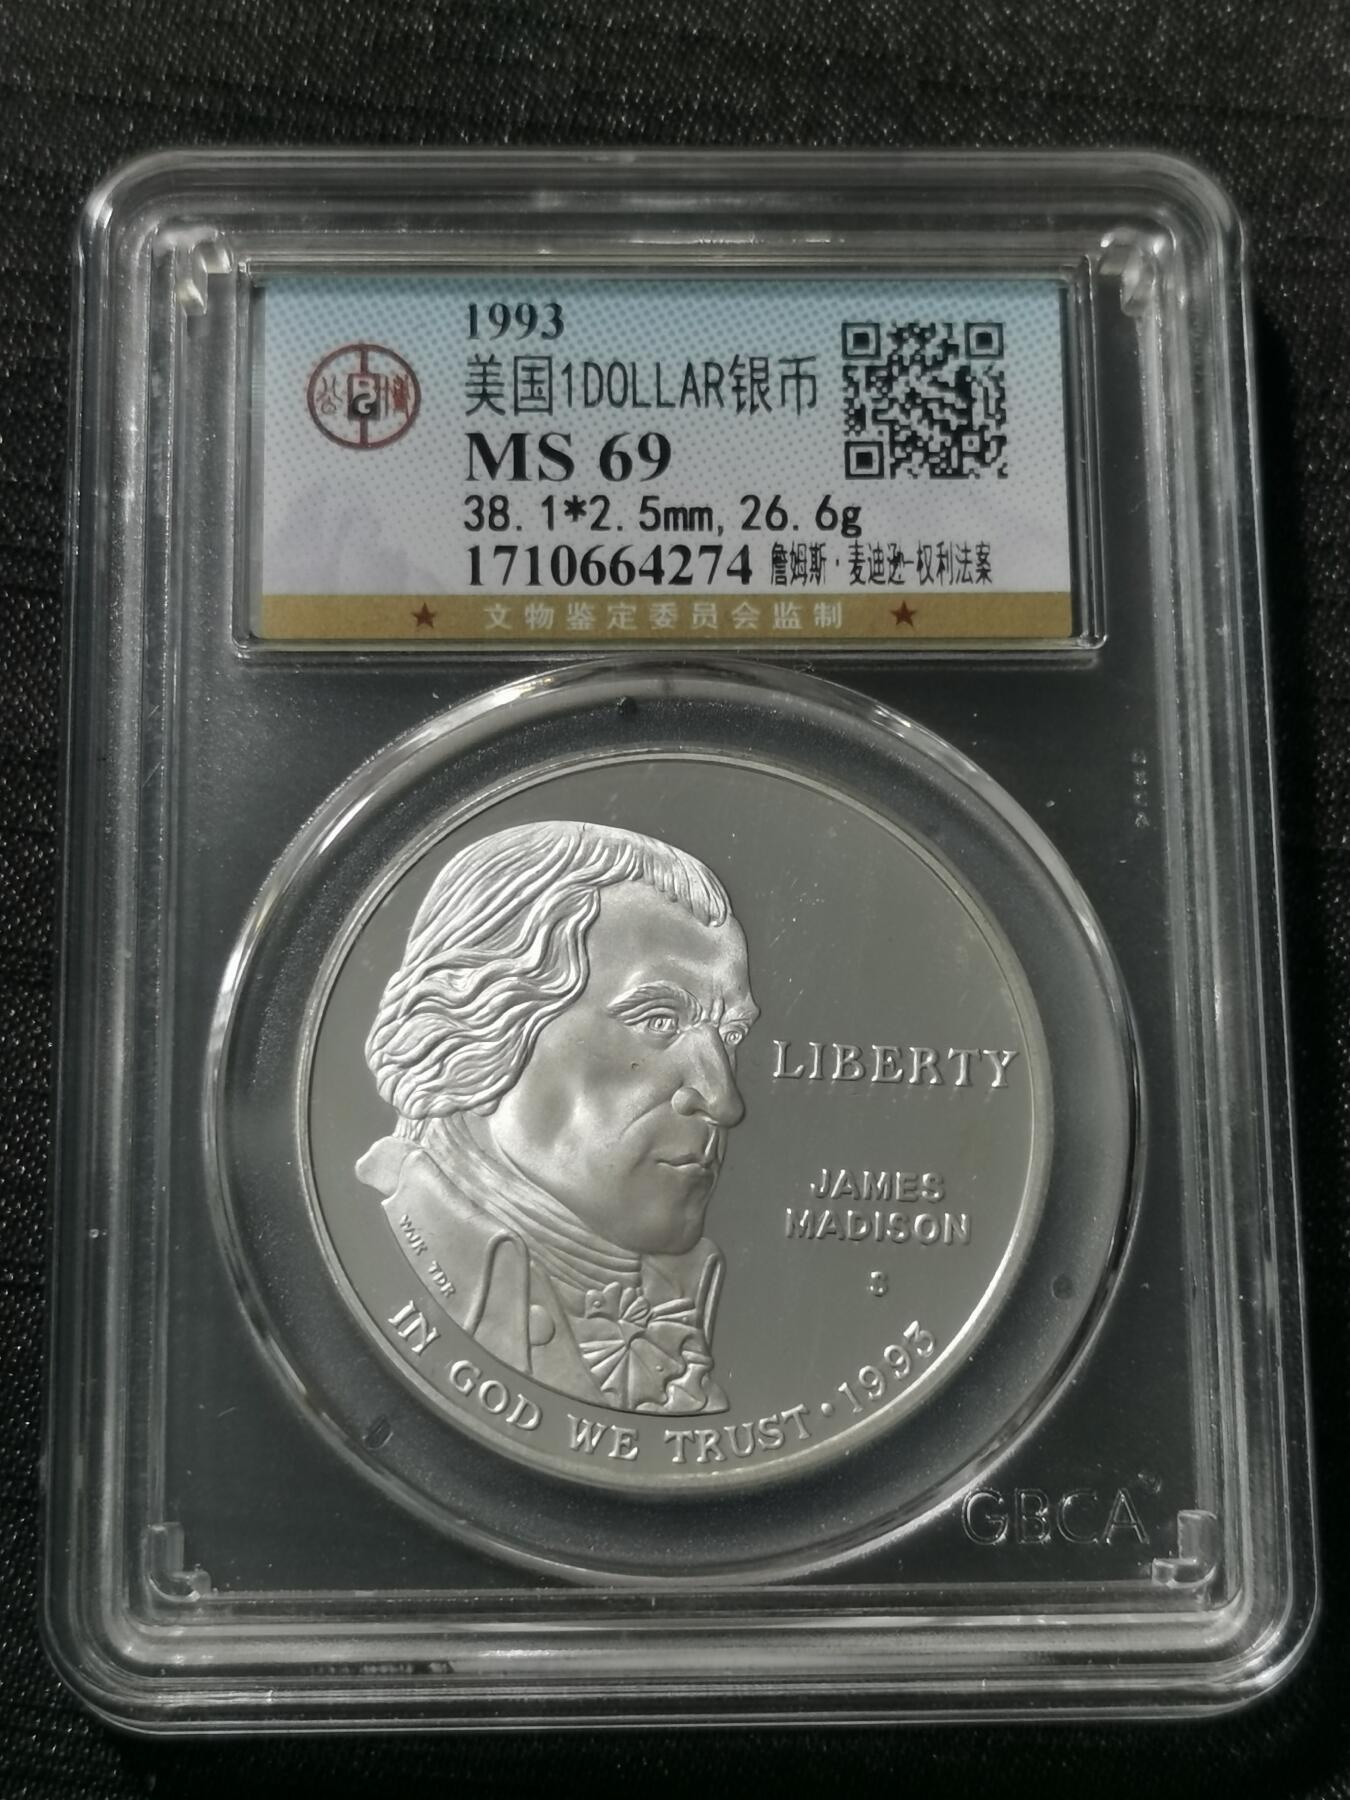 1993
美国1DOLLAR银币
MS 69
38.1*2.5mm, 26.6g
1710664274 詹姆斯·麦迪逊-权利法案
★ 文物鉴定委员会监制 ★
LIBERTY
JAMES
MADISON
S
WJK TDR
IN GOD WE TRUST · 1993
GBCA